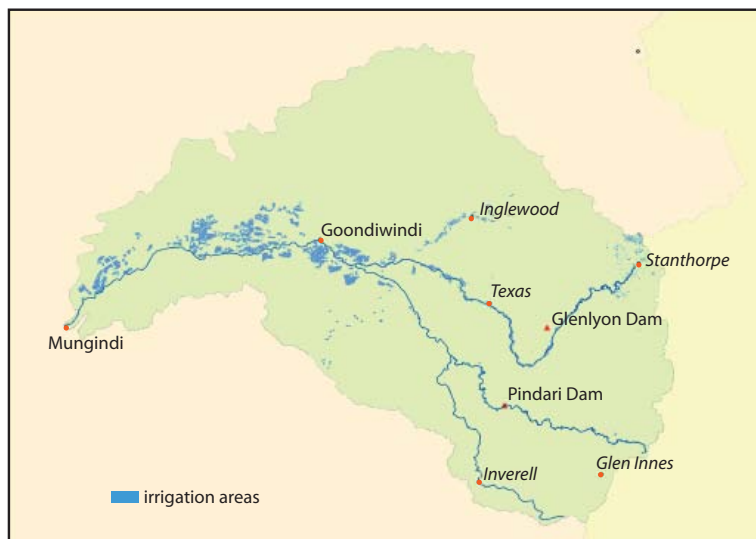 Inglewood
Goondiwindi
Stanthorpe
Texas
Glenlyon Dam
Mungindi
Pindari Dam
Glen Innes
Inverell
irrigation areas